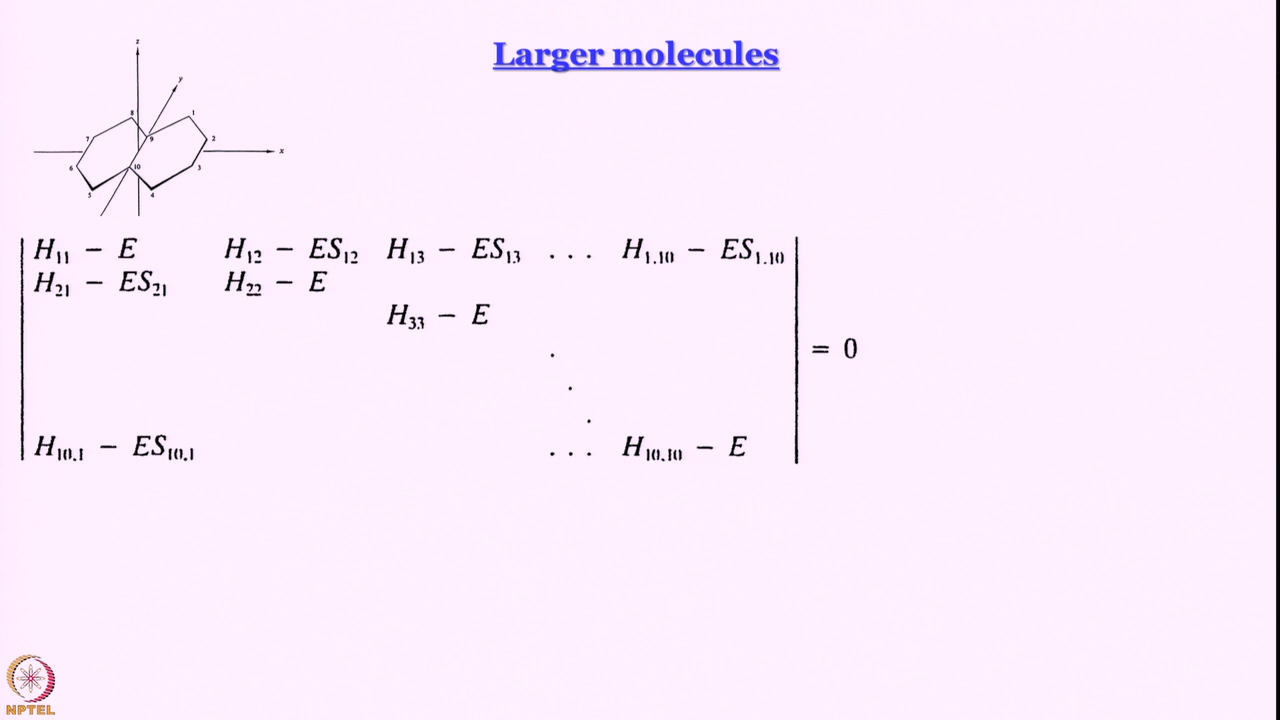 Larger molecules
z
y
8 1
7 9 2
x
6 10 3
5 4
H₁₁ − E H₁₂ − ES₁₂ H₁₃ − ES₁₃ . . . H₁.₁₀ − ES₁.₁₀
H₂₁ − ES₂₁ H₂₂ − E
H₃₃ − E
= 0
.
.
.
H₁₀.₁ − ES₁₀.₁ . . . H₁₀.₁₀ − E
NPTEL